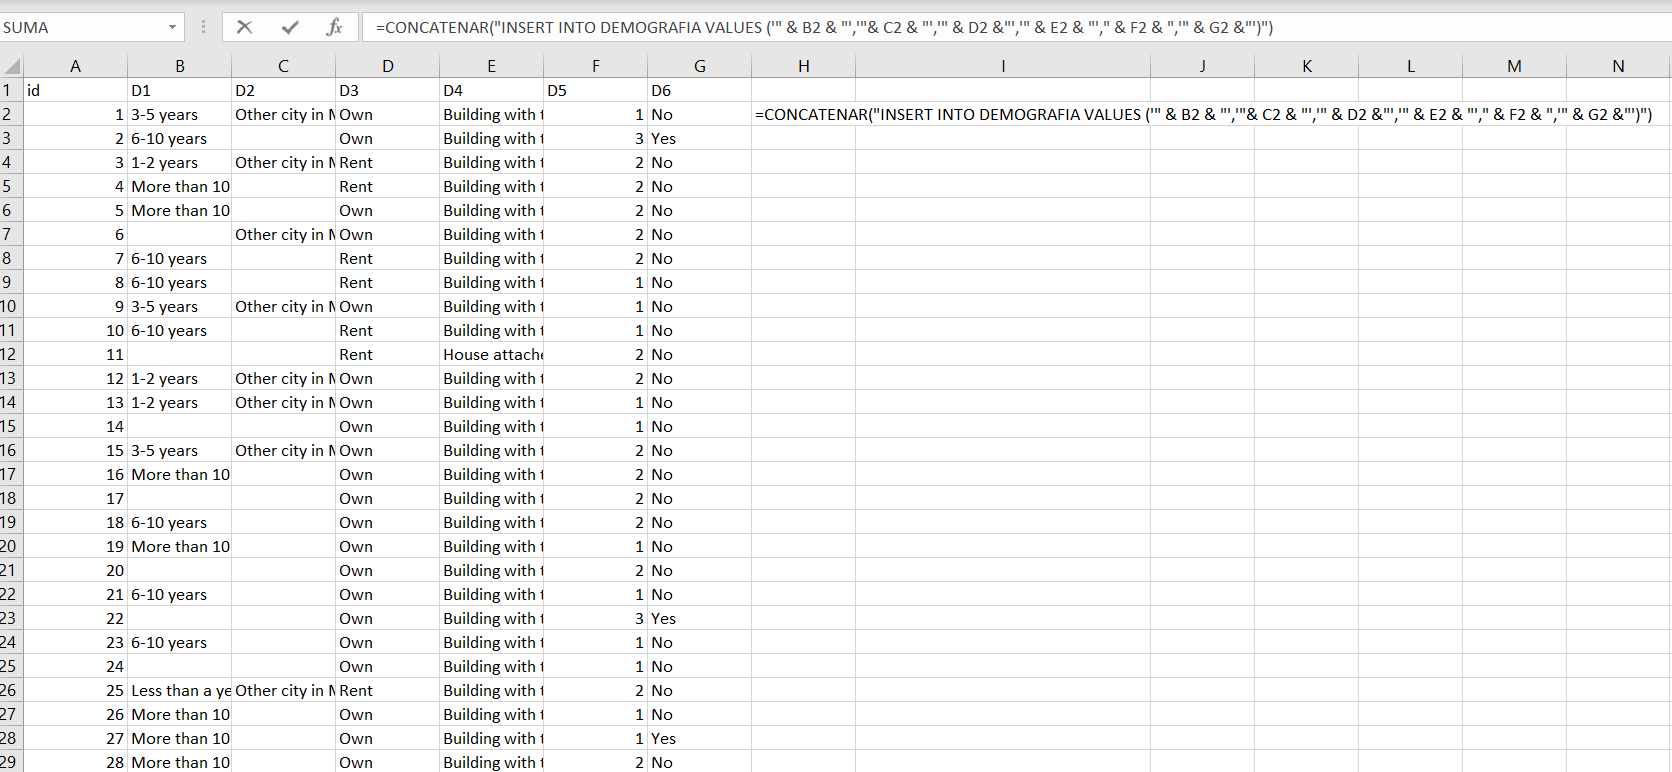 SUMA fx =CONCATENAR("INSERT INTO DEMOGRAFIA VALUES ('" & B2 & "','"& C2 & "','" & D2 &"','" & E2 & "'," & F2 & ",'" & G2 &"')")
A B C D E F G H I J K L M N
1 id D1 D2 D3 D4 D5 D6
2 1 3-5 years Other city in Own Building with 1 No =CONCATENAR("INSERT INTO DEMOGRAFIA VALUES ('" & B2 & "','"& C2 & "','" & D2 &"','" & E2 & "'," & F2 & ",'" & G2 &"')")
3 2 6-10 years Own Building with 3 Yes
4 3 1-2 years Other city in Rent Building with 2 No
5 4 More than 10 Rent Building with 2 No
6 5 More than 10 Own Building with 2 No
7 6 Other city in Own Building with 2 No
8 7 6-10 years Rent Building with 2 No
9 8 6-10 years Rent Building with 1 No
10 9 3-5 years Other city in Own Building with 1 No
11 10 6-10 years Rent Building with 1 No
12 11 Rent House attache 2 No
13 12 1-2 years Other city in Own Building with 2 No
14 13 1-2 years Other city in Own Building with 1 No
15 14 Own Building with 1 No
16 15 3-5 years Other city in Own Building with 2 No
17 16 More than 10 Own Building with 2 No
18 17 Own Building with 2 No
19 18 6-10 years Own Building with 2 No
20 19 More than 10 Own Building with 1 No
21 20 Own Building with 2 No
22 21 6-10 years Own Building with 1 No
23 22 Own Building with 3 Yes
24 23 6-10 years Own Building with 1 No
25 24 Own Building with 1 No
26 25 Less than a ye Other city in Rent Building with 2 No
27 26 More than 10 Own Building with 1 No
28 27 More than 10 Own Building with 1 Yes
29 28 More than 10 Own Building with 2 No